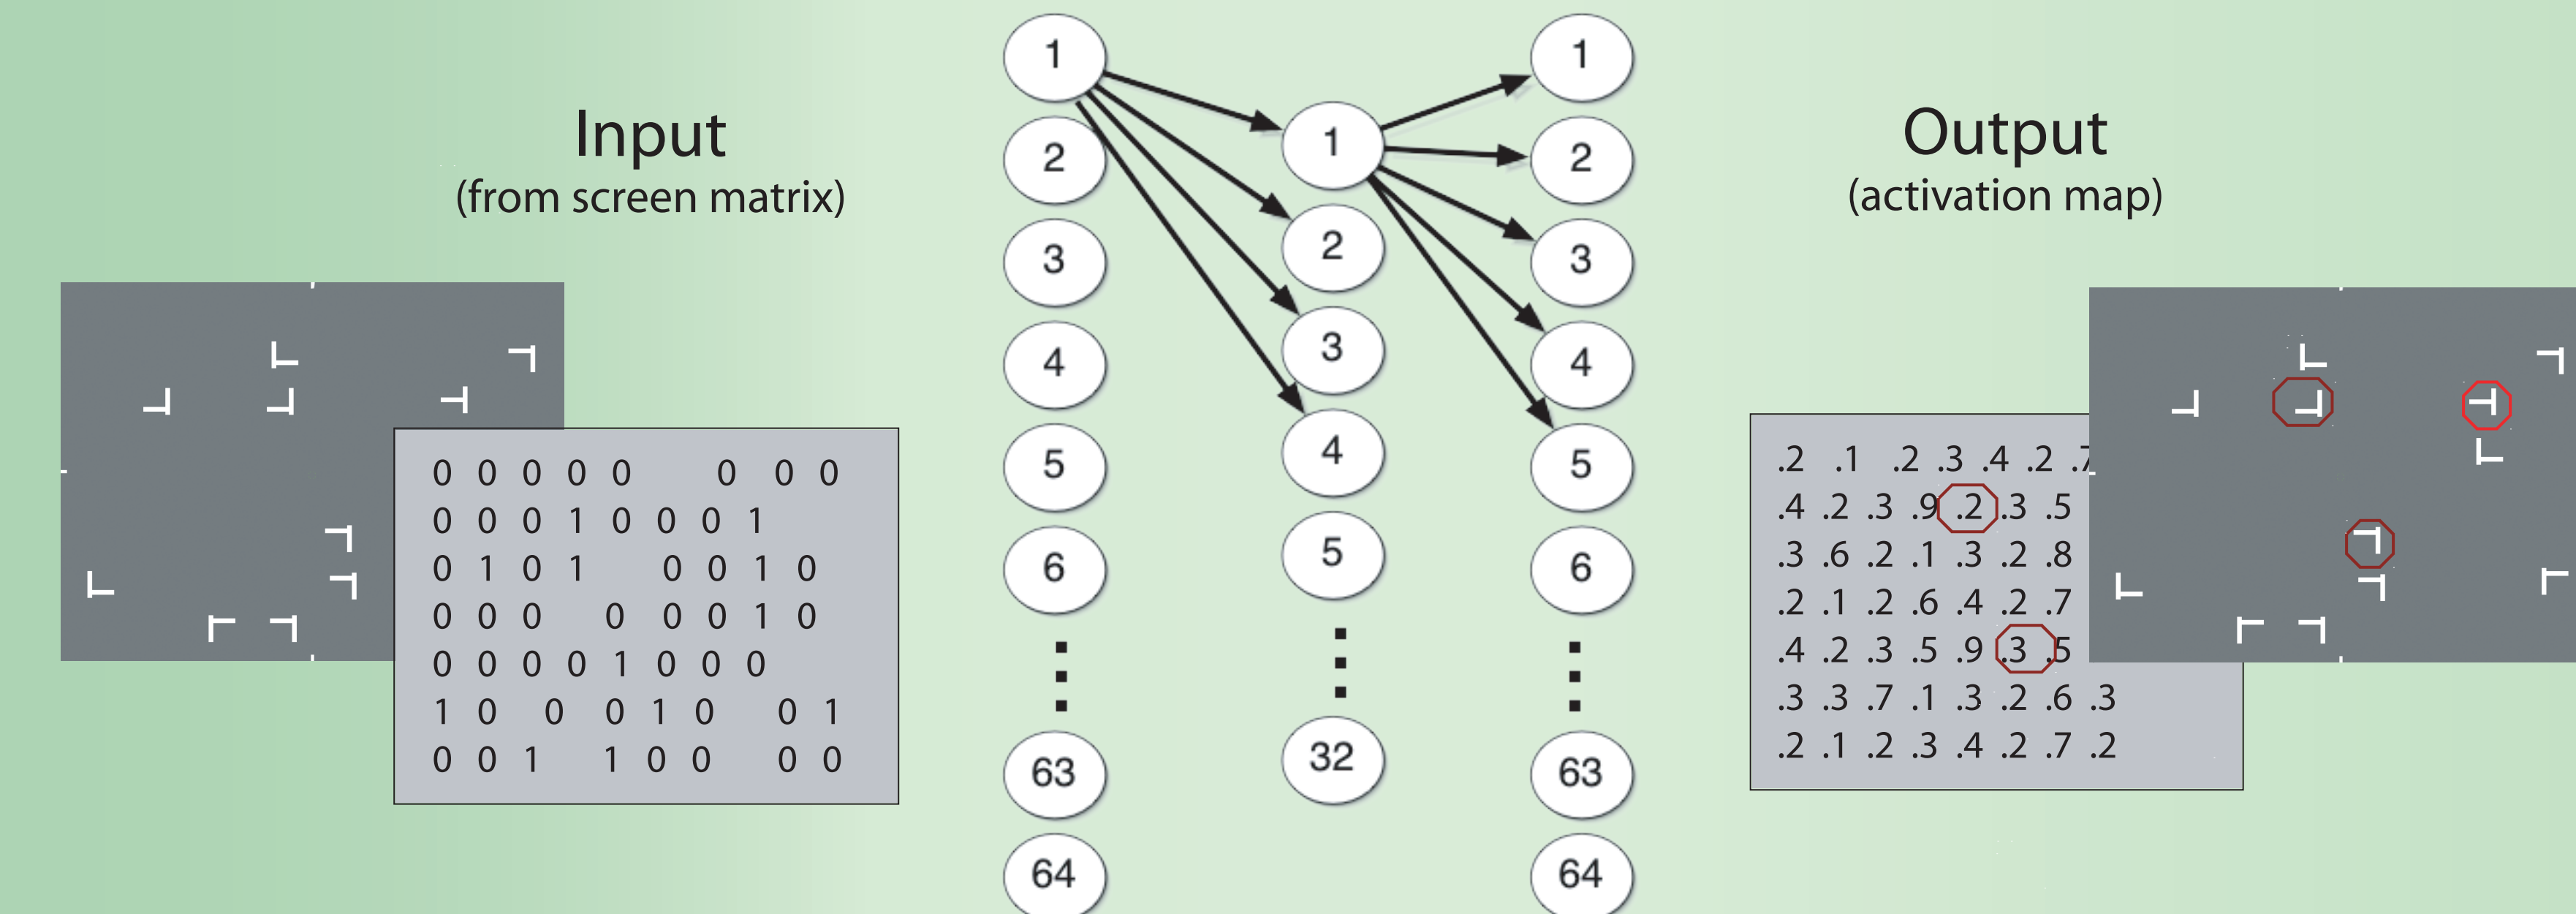 Input
(from screen matrix)
0 0 0 0 0 0 0 0
0 0 0 1 0 0 0 1
0 1 0 1 0 0 1 0
0 0 0 0 0 0 1 0
0 0 0 0 1 0 0 0
1 0 0 0 1 0 0 1
0 0 1 1 0 0 0 0
1
2
3
4
5
6
63
64
1
2
3
4
5
32
1
2
3
4
5
6
63
64
Output
(activation map)
.2 .1 .2 .3 .4 .2 .7
.4 .2 .3 .9 .2 .3 .5
.3 .6 .2 .1 .3 .2 .8
.2 .1 .2 .6 .4 .2 .7
.4 .2 .3 .5 .9 .3 .5
.3 .3 .7 .1 .3 .2 .6 .3
.2 .1 .2 .3 .4 .2 .7 .2